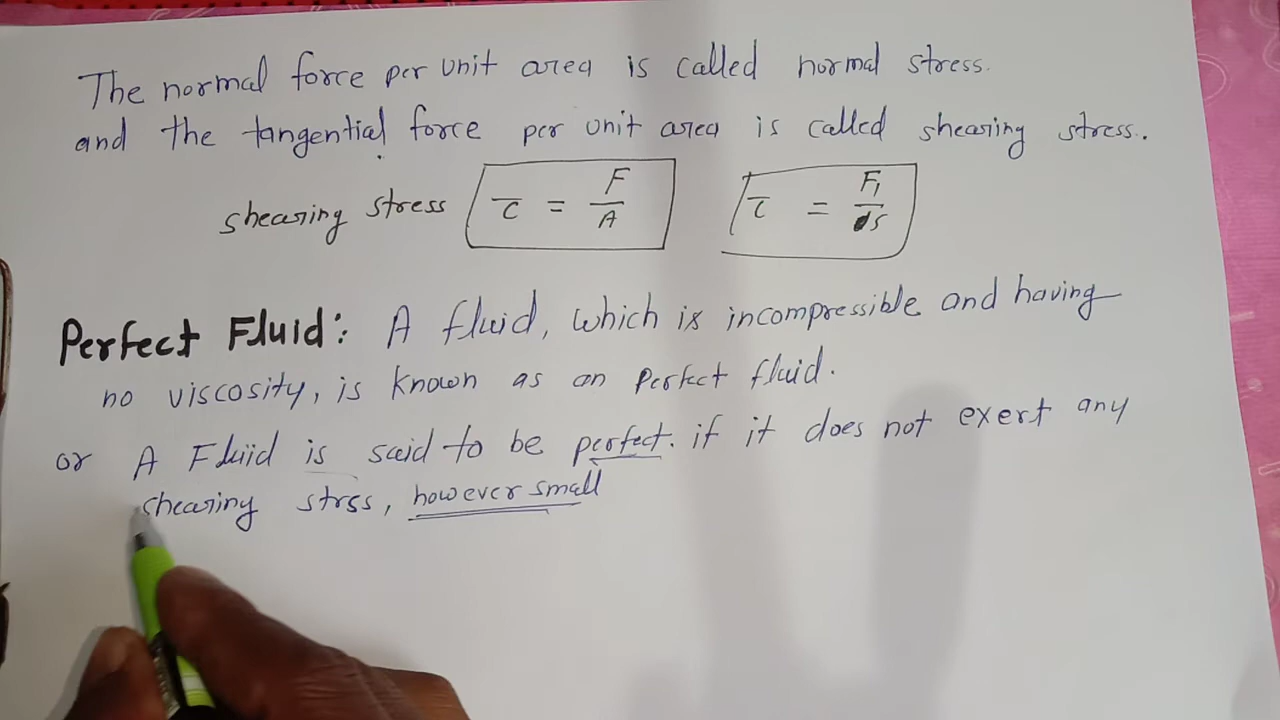 The normal force per unit area is called normal stress.
and the tangential force per unit area is called shearing stress.
shearing stress τ = F/A τ = F₁/ds
Perfect Fluid: A fluid, which is incompressible and having
no viscosity, is known as an perfect fluid.
or A Fluid is said to be perfect. if it does not exert any
shearing strss, however small